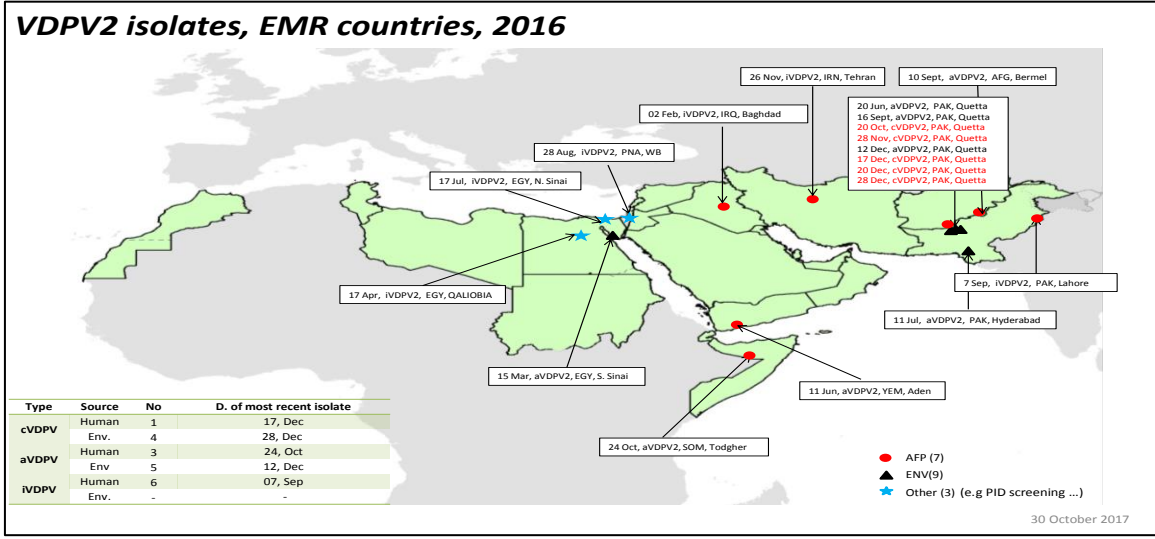 VDPV2 isolates, EMR countries, 2016
26 Nov, iVDPV2, IRN, Tehran
10 Sept, aVDPV2, AFG, Bermel
02 Feb, iVDPV2, IRQ, Baghdad
20 Jun, aVDPV2, PAK, Quetta
16 Sept, aVDPV2, PAK, Quetta
20 Oct, cVDPV2, PAK, Quetta
28 Nov, cVDPV2, PAK, Quetta
12 Dec, aVDPV2, PAK, Quetta
17 Dec, cVDPV2, PAK, Quetta
20 Dec, cVDPV2, PAK, Quetta
28 Dec, cVDPV2, PAK, Quetta
28 Aug, iVDPV2, PNA, WB
17 Jul, iVDPV2, EGY, N. Sinai
17 Apr, iVDPV2, EGY, QALIOBIA
7 Sep, iVDPV2, PAK, Lahore
11 Jul, aVDPV2, PAK, Hyderabad
15 Mar, aVDPV2, EGY, S. Sinai
11 Jun, aVDPV2, YEM, Aden
24 Oct, aVDPV2, SOM, Todgher
Type Source No D. of most recent isolate
cVDPV Human 1 17, Dec
Env. 4 28, Dec
aVDPV Human 3 24, Oct
Env 5 12, Dec
iVDPV Human 6 07, Sep
Env. - -
AFP (7)
ENV(9)
Other (3) (e.g PID screening ...)
30 October 2017